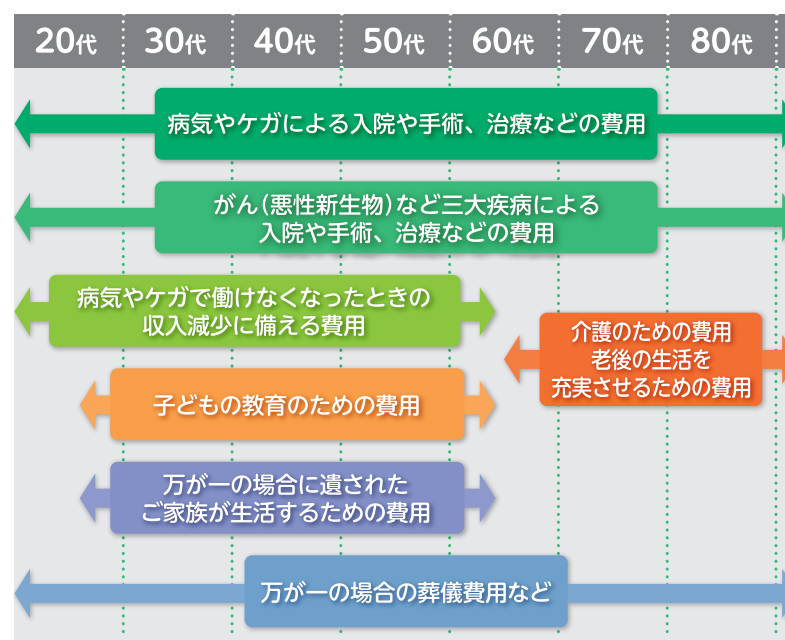 20代 30代 40代 50代 60代 70代 80代
病気やケガによる入院や手術、治療などの費用
がん（悪性新生物）など三大疾病による
入院や手術、治療などの費用
病気やケガで働けなくなったときの
収入減少に備える費用
介護のための費用
老後の生活を
充実させるための費用
子どもの教育のための費用
万が一の場合に遺された
ご家族が生活するための費用
万が一の場合の葬儀費用など